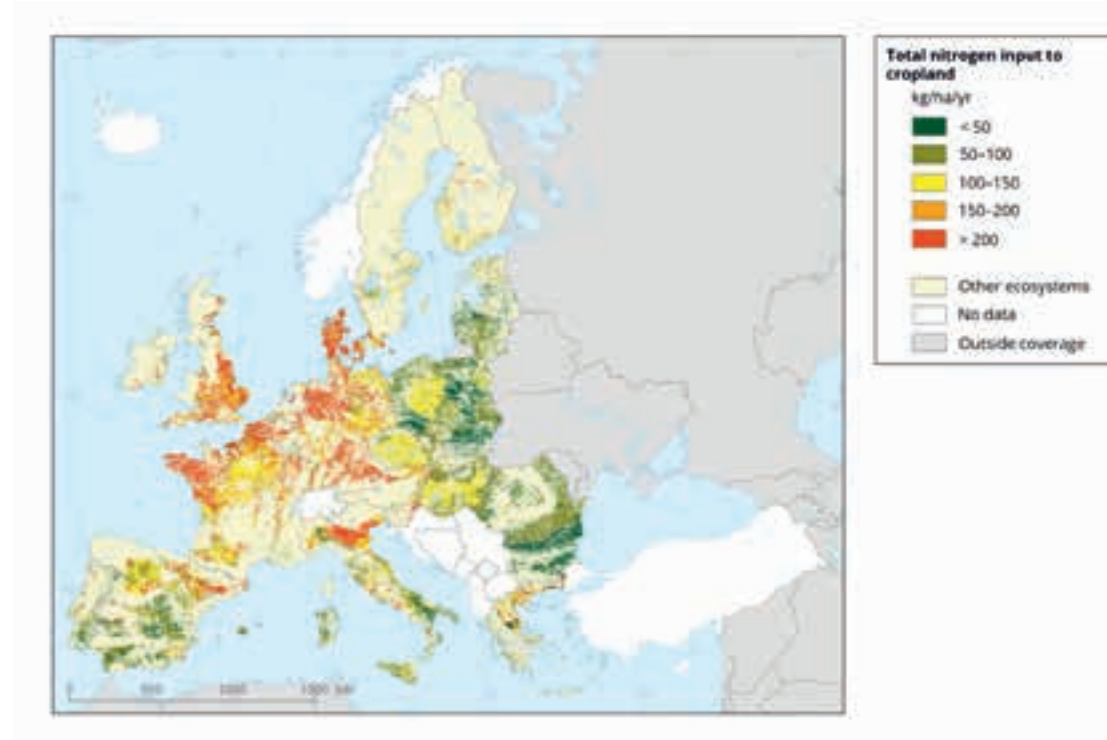 Total nitrogen input to
cropland
kg/ha/yr
< 50
50–100
100–150
150–200
> 200
Other ecosystems
No data
Outside coverage
0 500 1000 1500 km